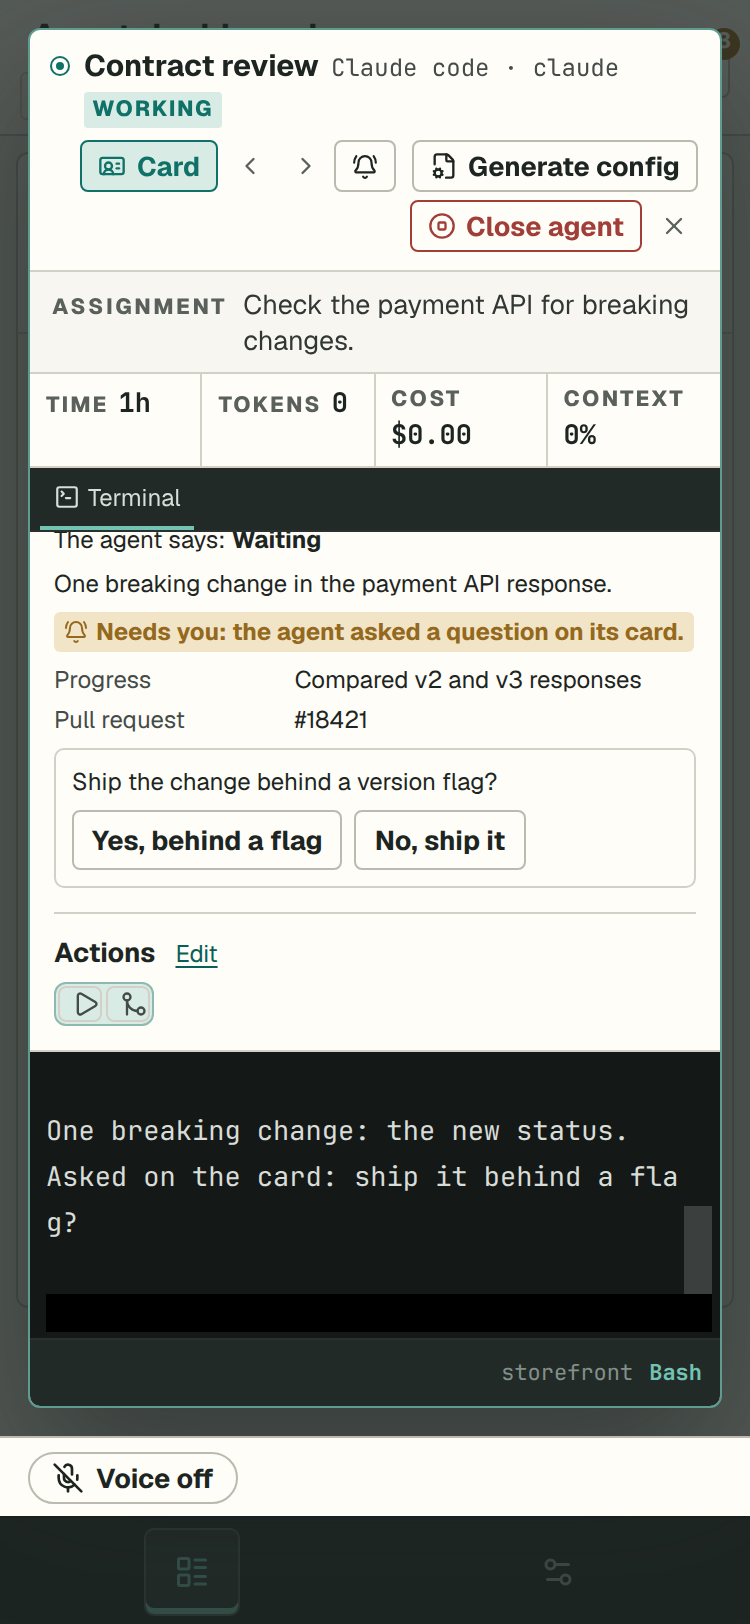 Contract review Claude code · claude
WORKING
Card
Generate config
Close agent
ASSIGNMENT Check the payment API for breaking
changes.
TIME 1h
TOKENS 0
COST
$0.00
CONTEXT
0%
Terminal
The agent says: Waiting
One breaking change in the payment API response.
Needs you: the agent asked a question on its card.
Progress Compared v2 and v3 responses
Pull request #18421
Ship the change behind a version flag?
Yes, behind a flag
No, ship it
Actions Edit
One breaking change: the new status.
Asked on the card: ship it behind a fla
g?
storefront Bash
Voice off